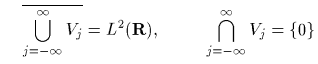 $\overline{\bigcup_{j=-\infty}^{\infty} V_j} = L^2(\mathbf{R}), \qquad \bigcap_{j=-\infty}^{\infty} V_j = \{0\}$